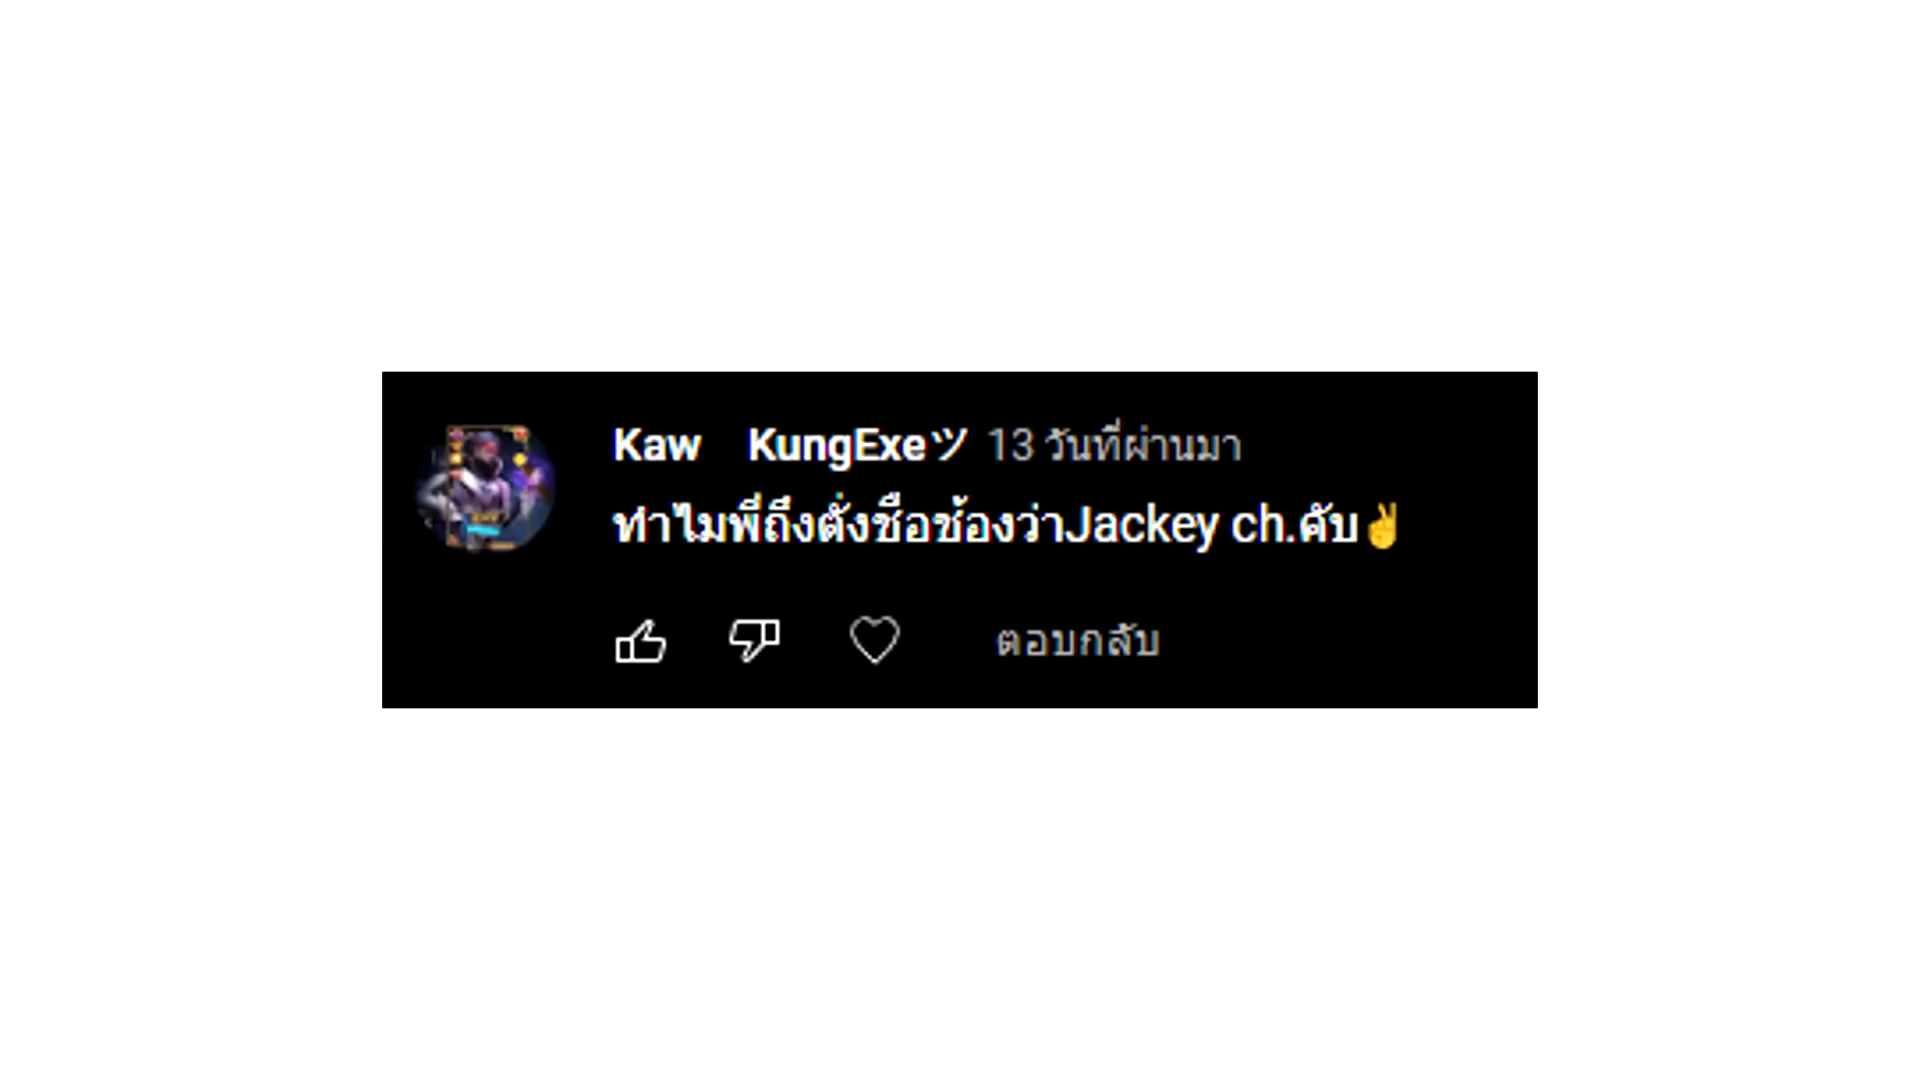 Kaw KungExeツ 13 วันที่ผ่านมา
ทำไมพี่ถึงตั่งชื่อช้องว่าJackey ch.คับ✌
ตอบกลับ